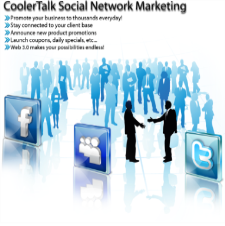 CoolerTalk Social Network Marketing
Promote your business to thousands everyday!
Stay connected to your client base
Announce new product promotions
Launch coupons, daily specials, etc...
Web 3.0 makes your possibilities endless!
f
t